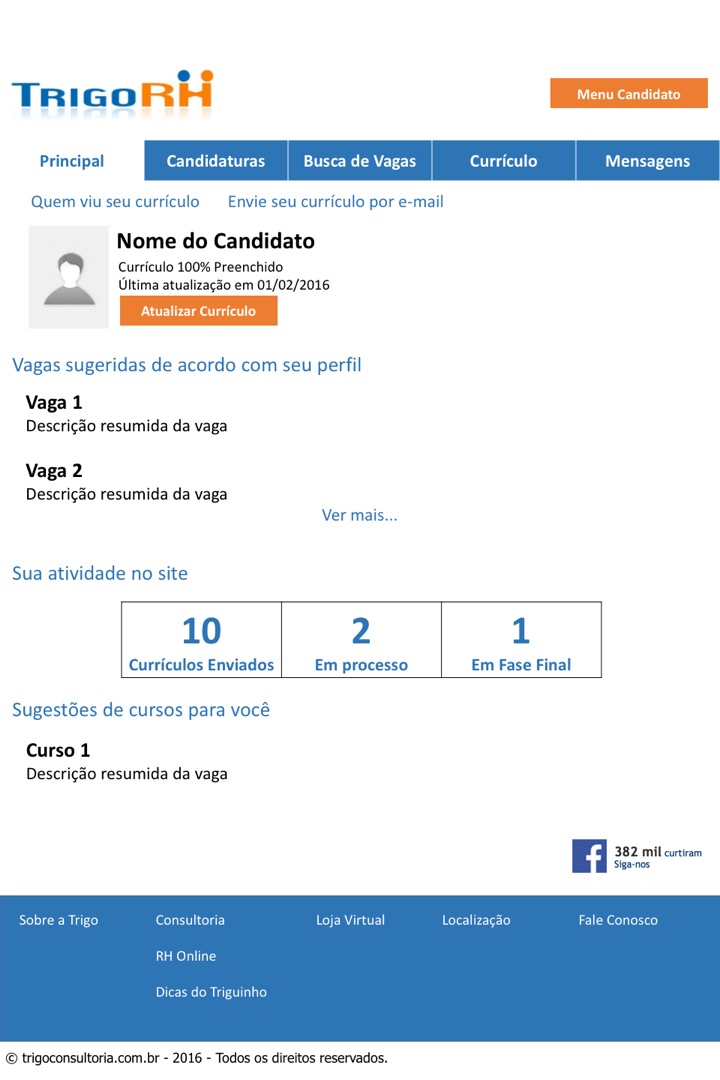 TRIGORH
Menu Candidato
Principal
Candidaturas
Busca de Vagas
Currículo
Mensagens
Quem viu seu currículo
Envie seu currículo por e-mail
Nome do Candidato
Currículo 100% Preenchido
Última atualização em 01/02/2016
Atualizar Currículo
Vagas sugeridas de acordo com seu perfil
Vaga 1
Descrição resumida da vaga
Vaga 2
Descrição resumida da vaga
Ver mais...
Sua atividade no site
10
Currículos Enviados
2
Em processo
1
Em Fase Final
Sugestões de cursos para você
Curso 1
Descrição resumida da vaga
382 mil curtiram
Siga-nos
Sobre a Trigo
Consultoria
Loja Virtual
Localização
Fale Conosco
RH Online
Dicas do Triguinho
© trigoconsultoria.com.br - 2016 - Todos os direitos reservados.